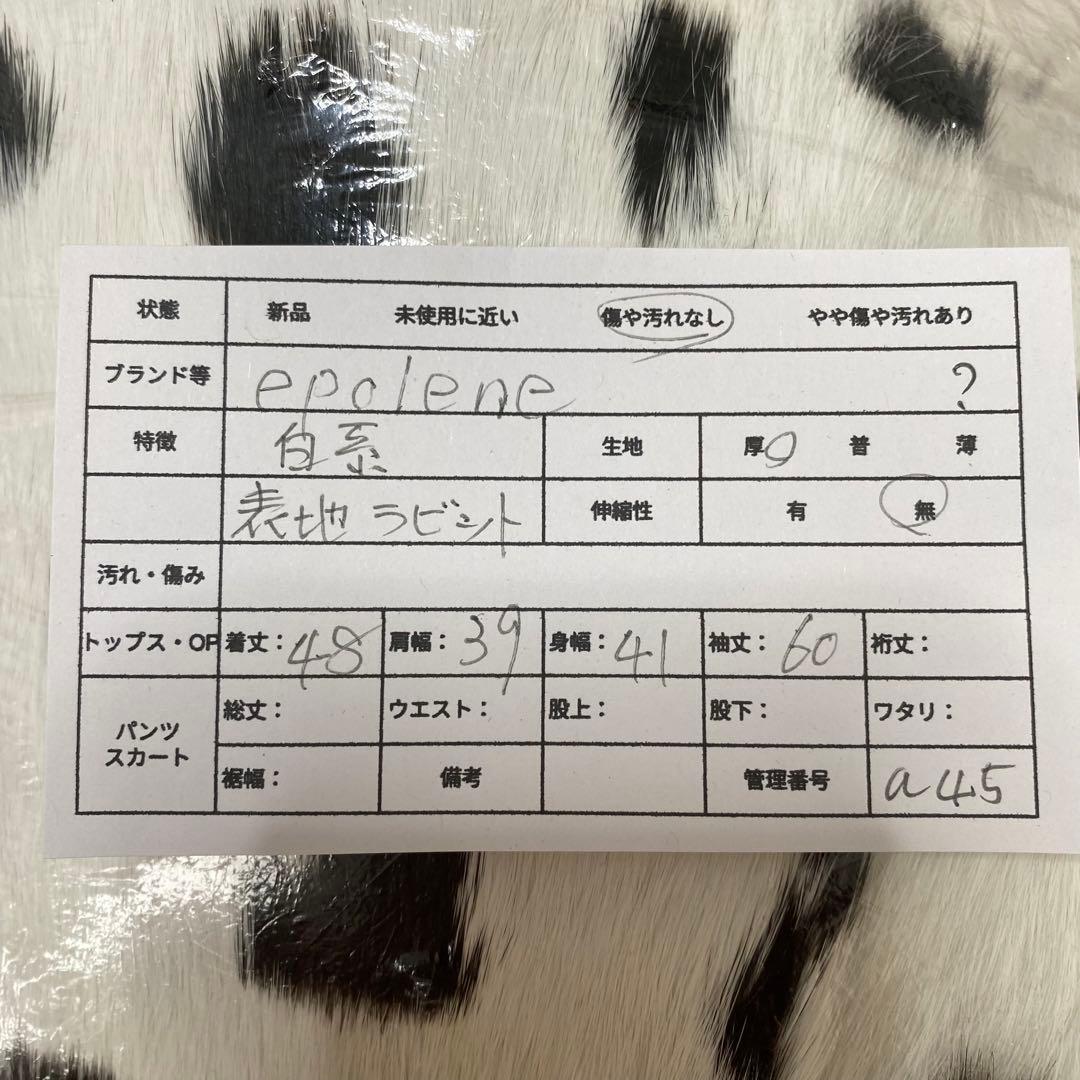 状態 新品 未使用に近い 傷や汚れなし やや傷や汚れあり
ブランド等 epolene ?
特徴 白系 生地 厚 普 薄
表地 ラビット 伸縮性 有 無
汚れ・傷み
トップス・OP 着丈:48 肩幅:39 身幅:41 袖丈:60 裄丈:
パンツ スカート 総丈: ウエスト: 股上: 股下: ワタリ:
裾幅: 備考 管理番号 a45